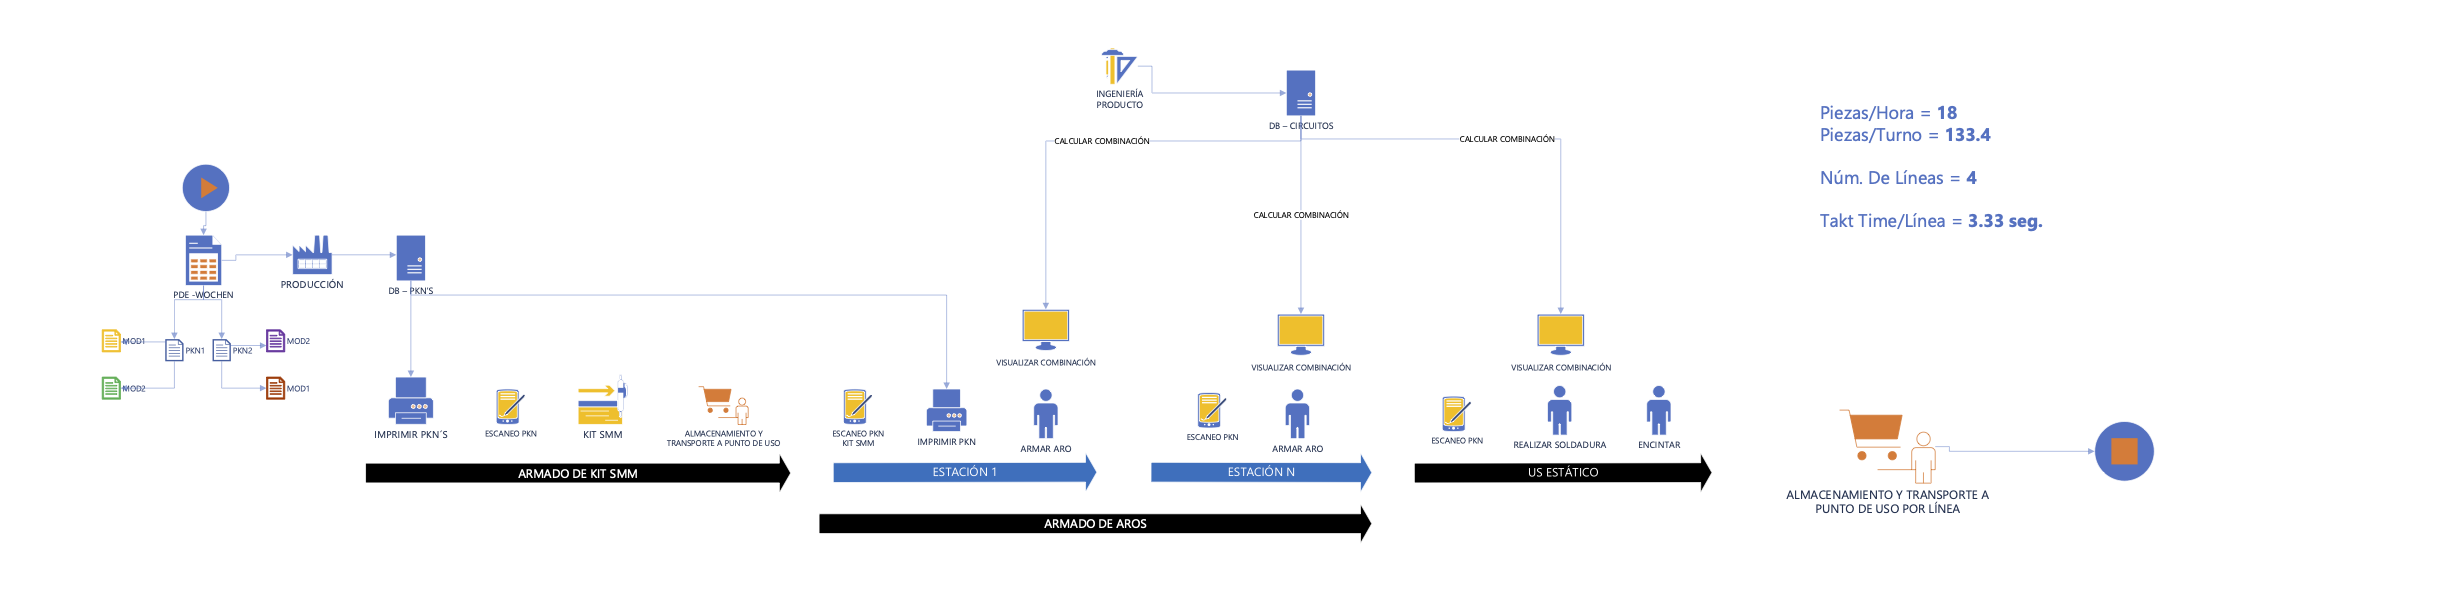 INGENIERÍA
PRODUCTO
DB – CIRCUITOS
CALCULAR COMBINACIÓN
CALCULAR COMBINACIÓN
CALCULAR COMBINACIÓN
Piezas/Hora = 18
Piezas/Turno = 133.4
Núm. De Líneas = 4
Takt Time/Línea = 3.33 seg.
PDE -WOCHEN
PRODUCCIÓN
DB – PKN'S
MOD1
PKN1
PKN2
MOD2
MOD2
MOD1
VISUALIZAR COMBINACIÓN
VISUALIZAR COMBINACIÓN
VISUALIZAR COMBINACIÓN
IMPRIMIR PKN´S
ESCANEO PKN
KIT SMM
ALMACENAMIENTO Y
TRANSPORTE A PUNTO DE USO
ESCANEO PKN
KIT SMM
IMPRIMIR PKN
ARMAR ARO
ESCANEO PKN
ARMAR ARO
ESCANEO PKN
REALIZAR SOLDADURA
ENCINTAR
ARMADO DE KIT SMM
ESTACIÓN 1
ESTACIÓN N
US ESTÁTICO
ARMADO DE AROS
ALMACENAMIENTO Y TRANSPORTE A
PUNTO DE USO POR LÍNEA